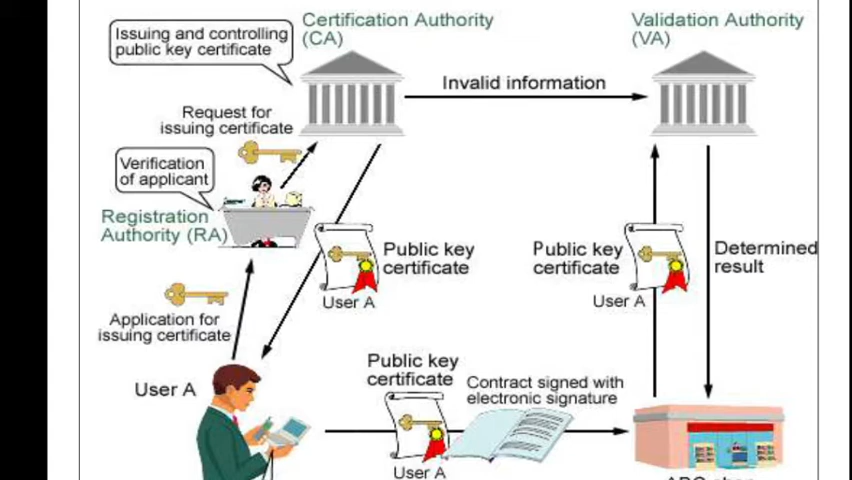 Issuing and controlling
public key certificate
Certification Authority
(CA)
Validation Authority
(VA)
Invalid information
Request for
issuing certificate
Verification
of applicant
Registration
Authority (RA)
Public key
certificate
User A
Public key
certificate
User A
Determined
result
Application for
issuing certificate
User A
Public key
certificate
User A
Contract signed with
electronic signature